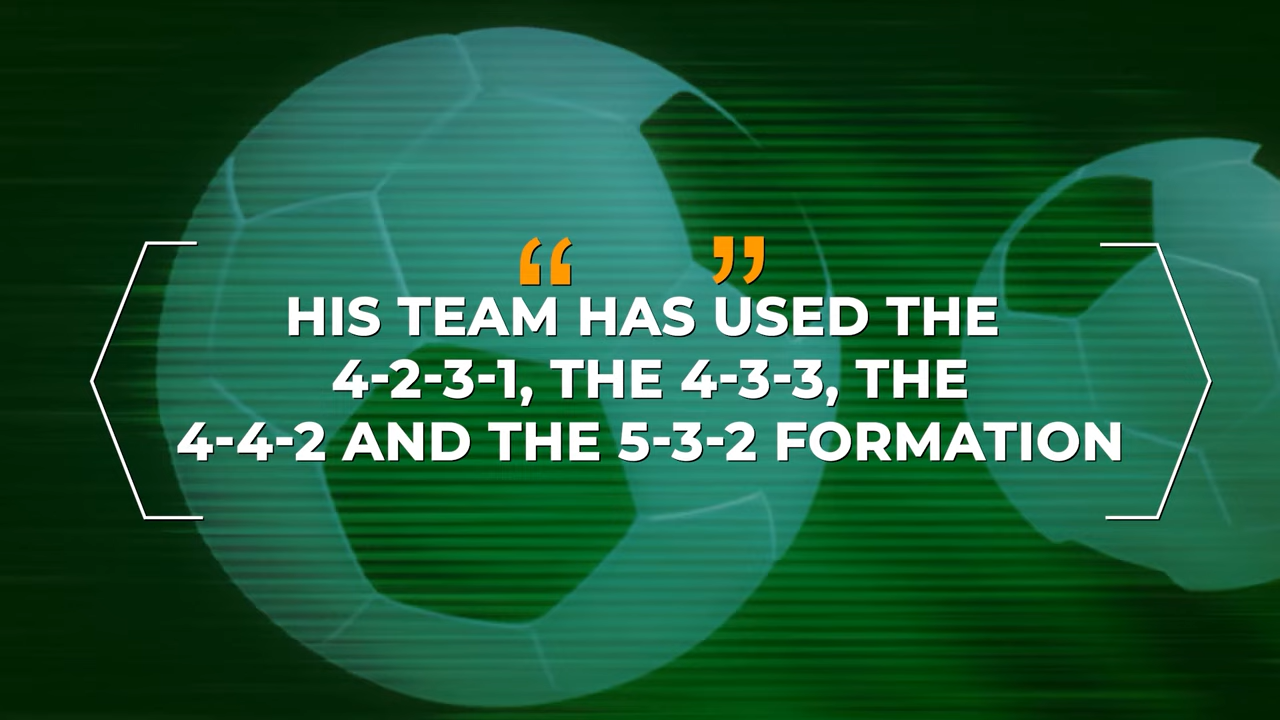 “ ”
HIS TEAM HAS USED THE
4-2-3-1, THE 4-3-3, THE
4-4-2 AND THE 5-3-2 FORMATION